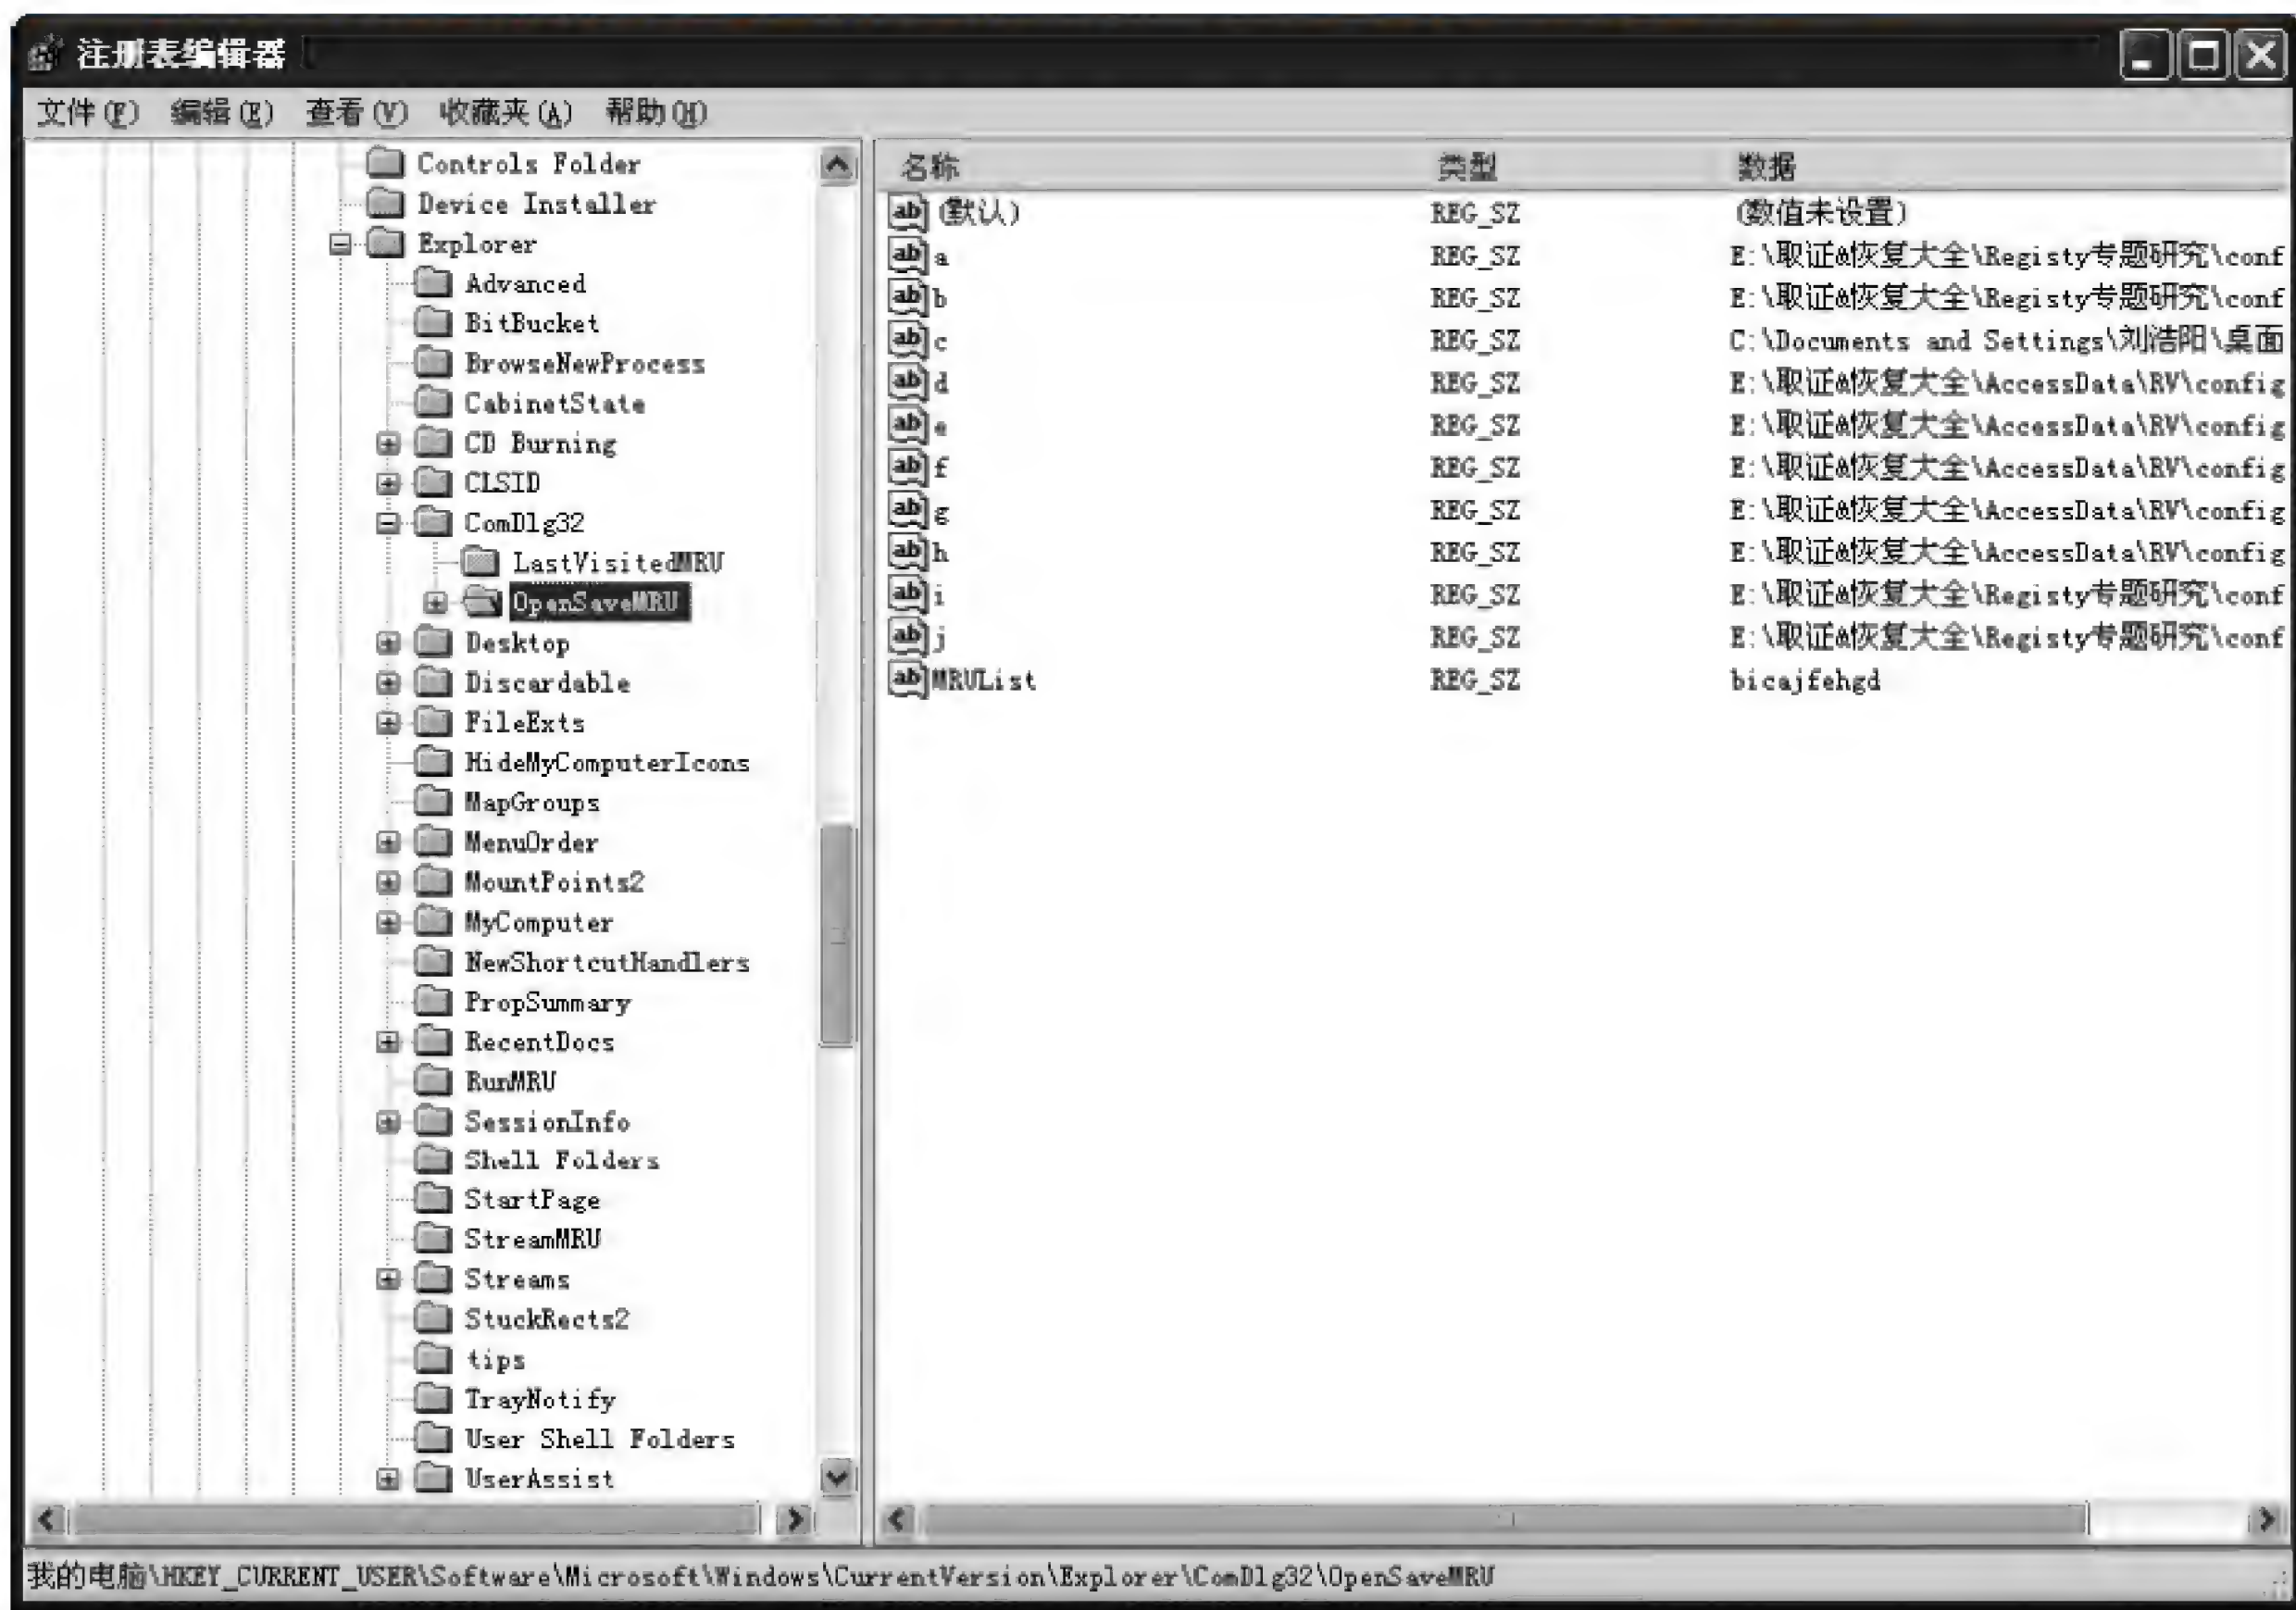 注册表编辑器
文件(F) 编辑(E) 查看(V) 收藏夹(A) 帮助(H)
Controls Folder
Device Installer
Explorer
Advanced
BitBucket
BrowseNewProcess
CabinetState
CD Burning
CLSID
ComDlg32
LastVisitedMRU
OpenSaveMRU
Desktop
Discardable
FileExts
HideMyComputerIcons
MapGroups
MenuOrder
MountPoints2
MyComputer
NewShortcutHandlers
PropSummary
RecentDocs
RunMRU
SessionInfo
Shell Folders
StartPage
StreamMRU
Streams
StuckRects2
tips
TrayNotify
User Shell Folders
UserAssist
名称 类型 数据
(默认) REG_SZ (数值未设置)
a REG_SZ E:\取证&恢复大全\Registy专题研究\conf
b REG_SZ E:\取证&恢复大全\Registy专题研究\conf
c REG_SZ C:\Documents and Settings\刘浩阳\桌面
d REG_SZ E:\取证&恢复大全\AccessData\RV\config
e REG_SZ E:\取证&恢复大全\AccessData\RV\config
f REG_SZ E:\取证&恢复大全\AccessData\RV\config
g REG_SZ E:\取证&恢复大全\AccessData\RV\config
h REG_SZ E:\取证&恢复大全\AccessData\RV\config
i REG_SZ E:\取证&恢复大全\Registy专题研究\conf
j REG_SZ E:\取证&恢复大全\Registy专题研究\conf
MRUList REG_SZ bicajfehgd
我的电脑\HKEY_CURRENT_USER\Software\Microsoft\Windows\CurrentVersion\Explorer\ComDlg32\OpenSaveMRU